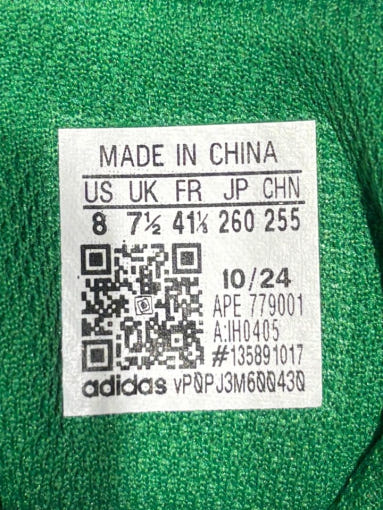 MADE IN CHINA
US UK FR JP CHN
8 7½ 41⅓ 260 255
10/24
APE 779001
A:IH0405
#135891017
adidas vPQPJ3M600430